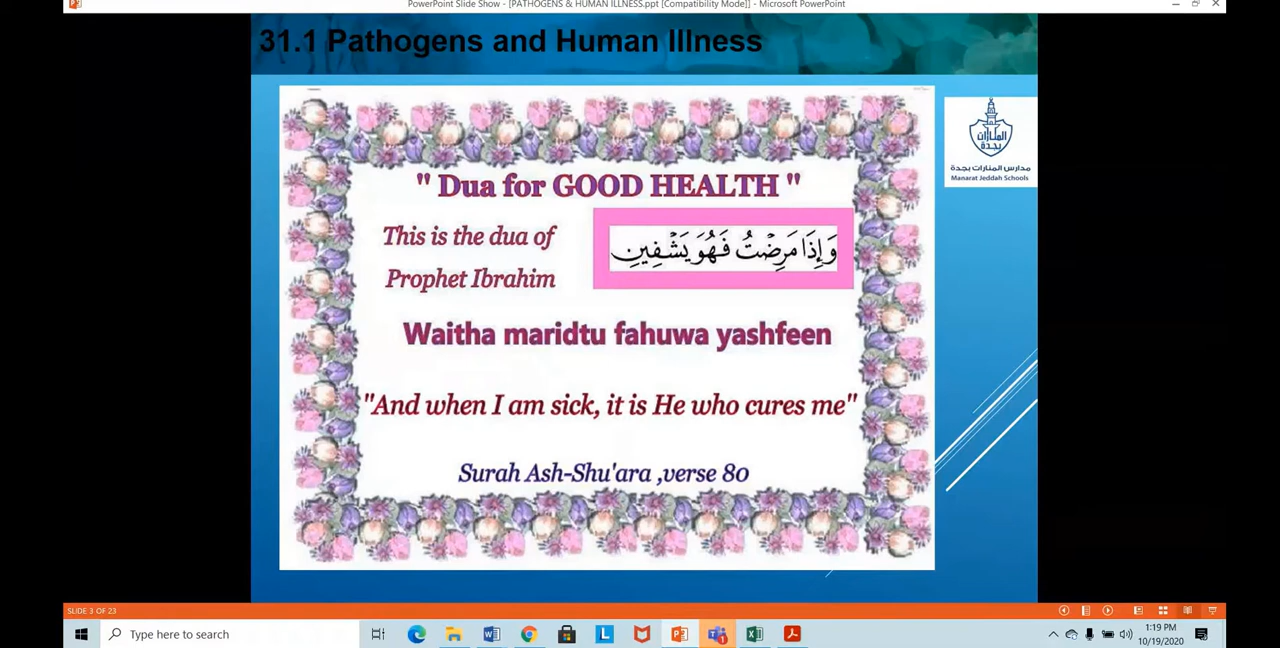 PowerPoint Slide Show - [PATHOGENS & HUMAN ILLNESS.ppt [Compatibility Mode]] - Microsoft PowerPoint
31.1 Pathogens and Human Illness
المنارات
بجدة
مدارس المنارات بجدة
Manarat Jeddah Schools
" Dua for GOOD HEALTH "
This is the dua of
Prophet Ibrahim
وَإِذَا مَرِضْتُ فَهُوَ يَشْفِينِ
Waitha maridtu fahuwa yashfeen
"And when I am sick, it is He who cures me"
Surah Ash-Shu'ara ,verse 80
SLIDE 3 OF 23
Type here to search
1:19 PM
10/19/2020